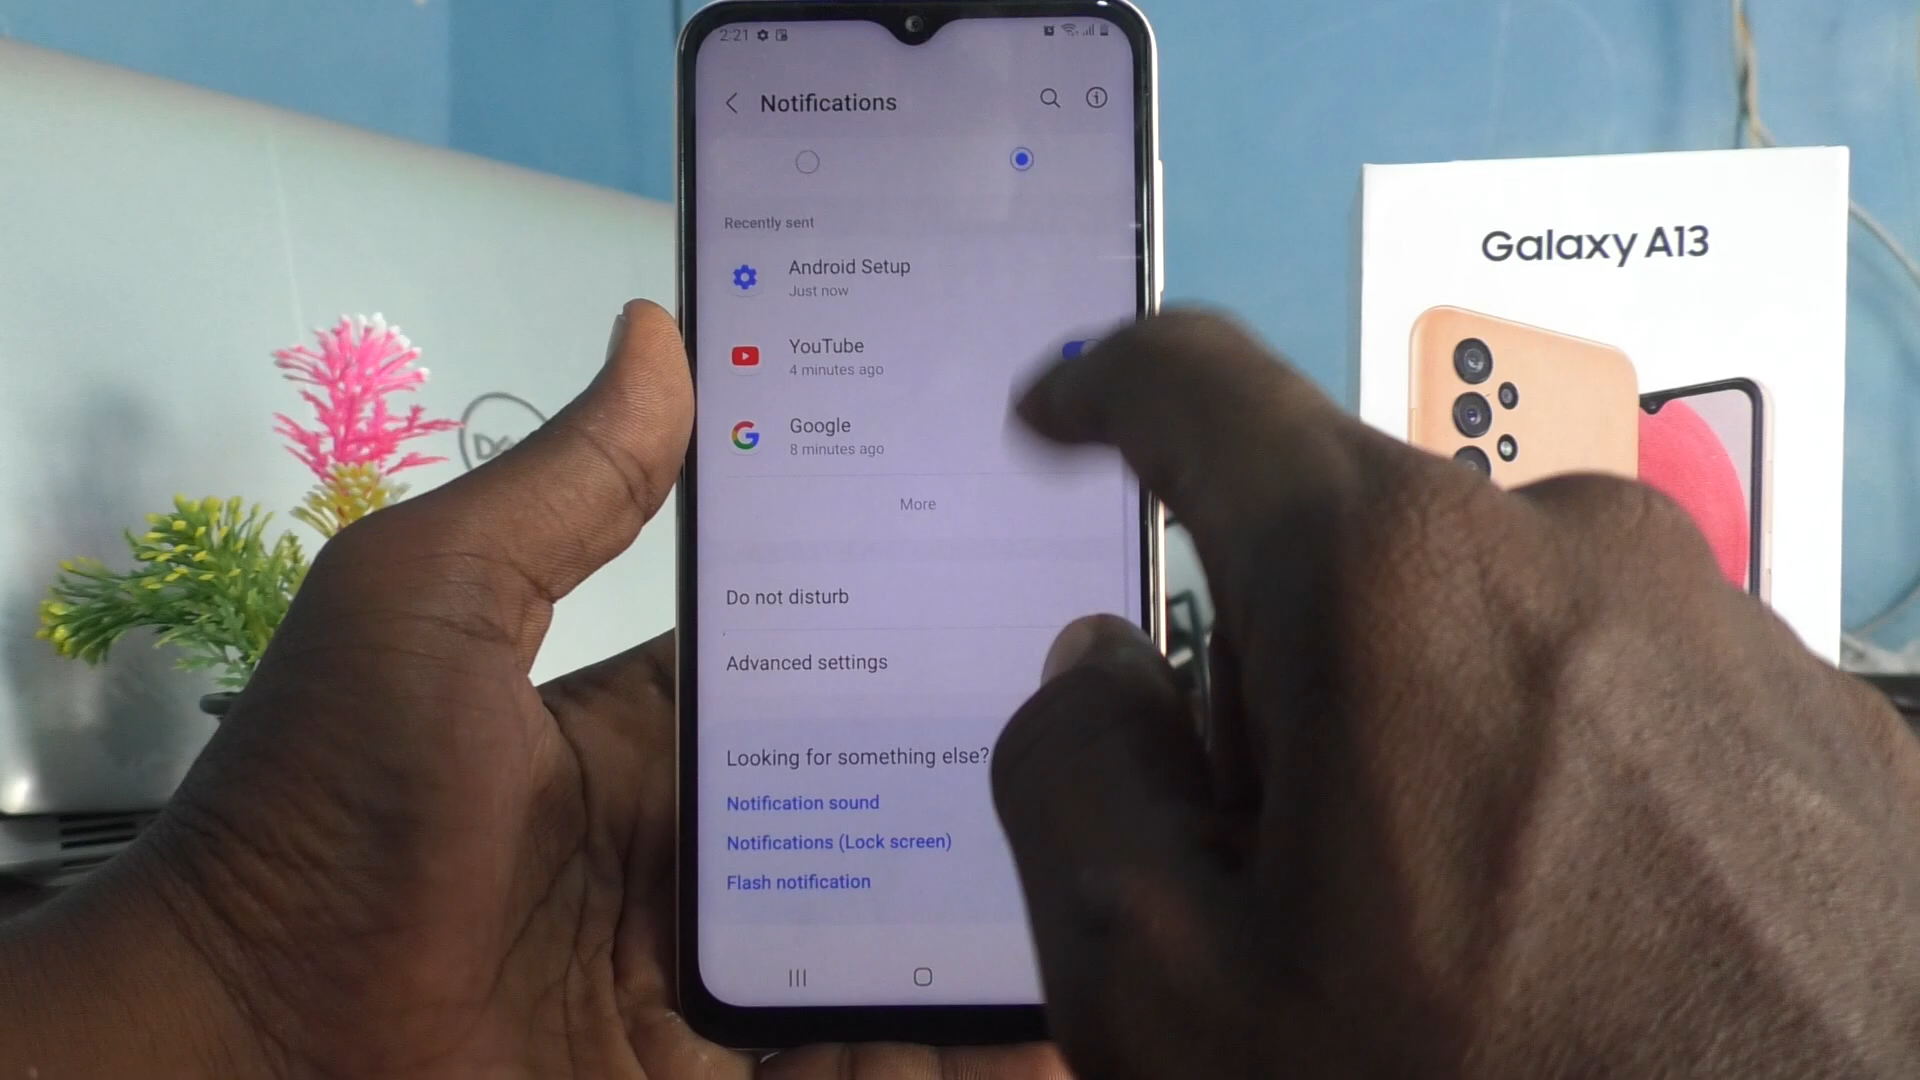 2:21
Notifications
Recently sent
Android Setup
Just now
YouTube
4 minutes ago
Google
8 minutes ago
More
Do not disturb
Advanced settings
Looking for something else?
Notification sound
Notifications (Lock screen)
Flash notification
Galaxy A13